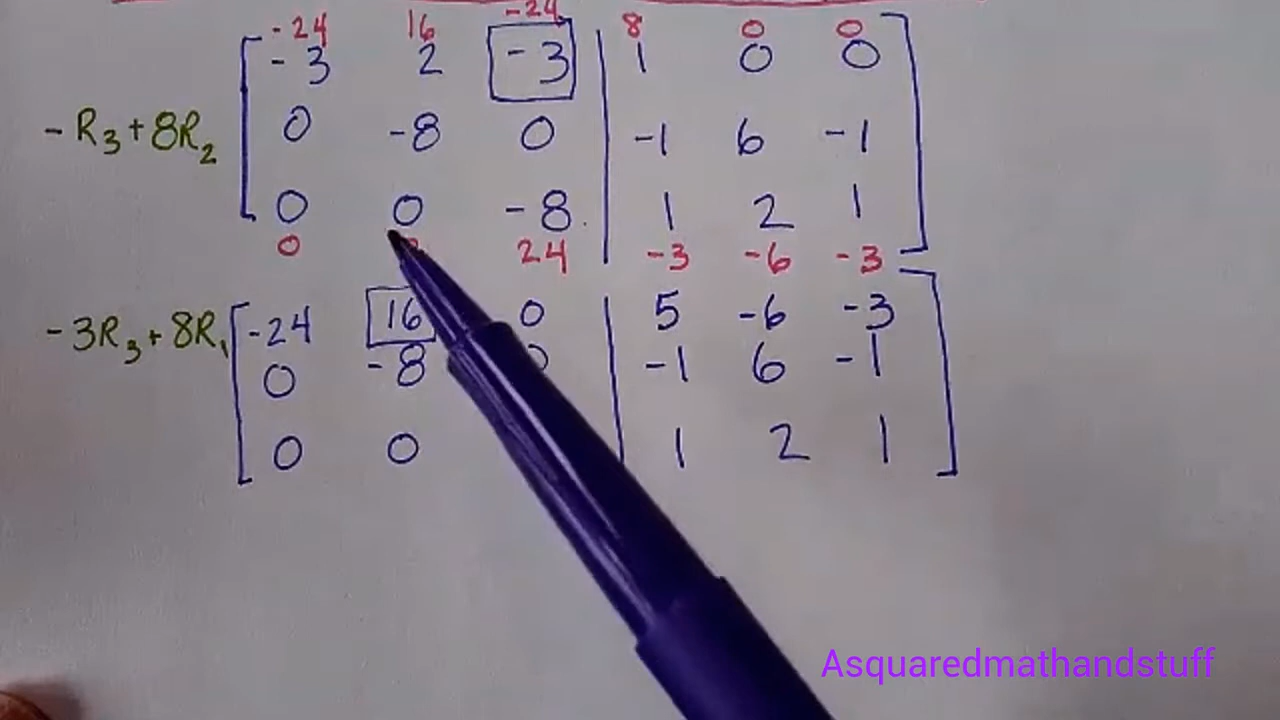 -24 16 -24 8 0 0
-3 2 -3 1 0 0
-R3+8R2 0 -8 0 -1 6 -1
0 0 -8 1 2 1
0 24 -3 -6 -3
-3R3+8R1 -24 16 0 5 -6 -3
0 -8 0 -1 6 -1
0 0 1 2 1
Asquaredmathandstuff